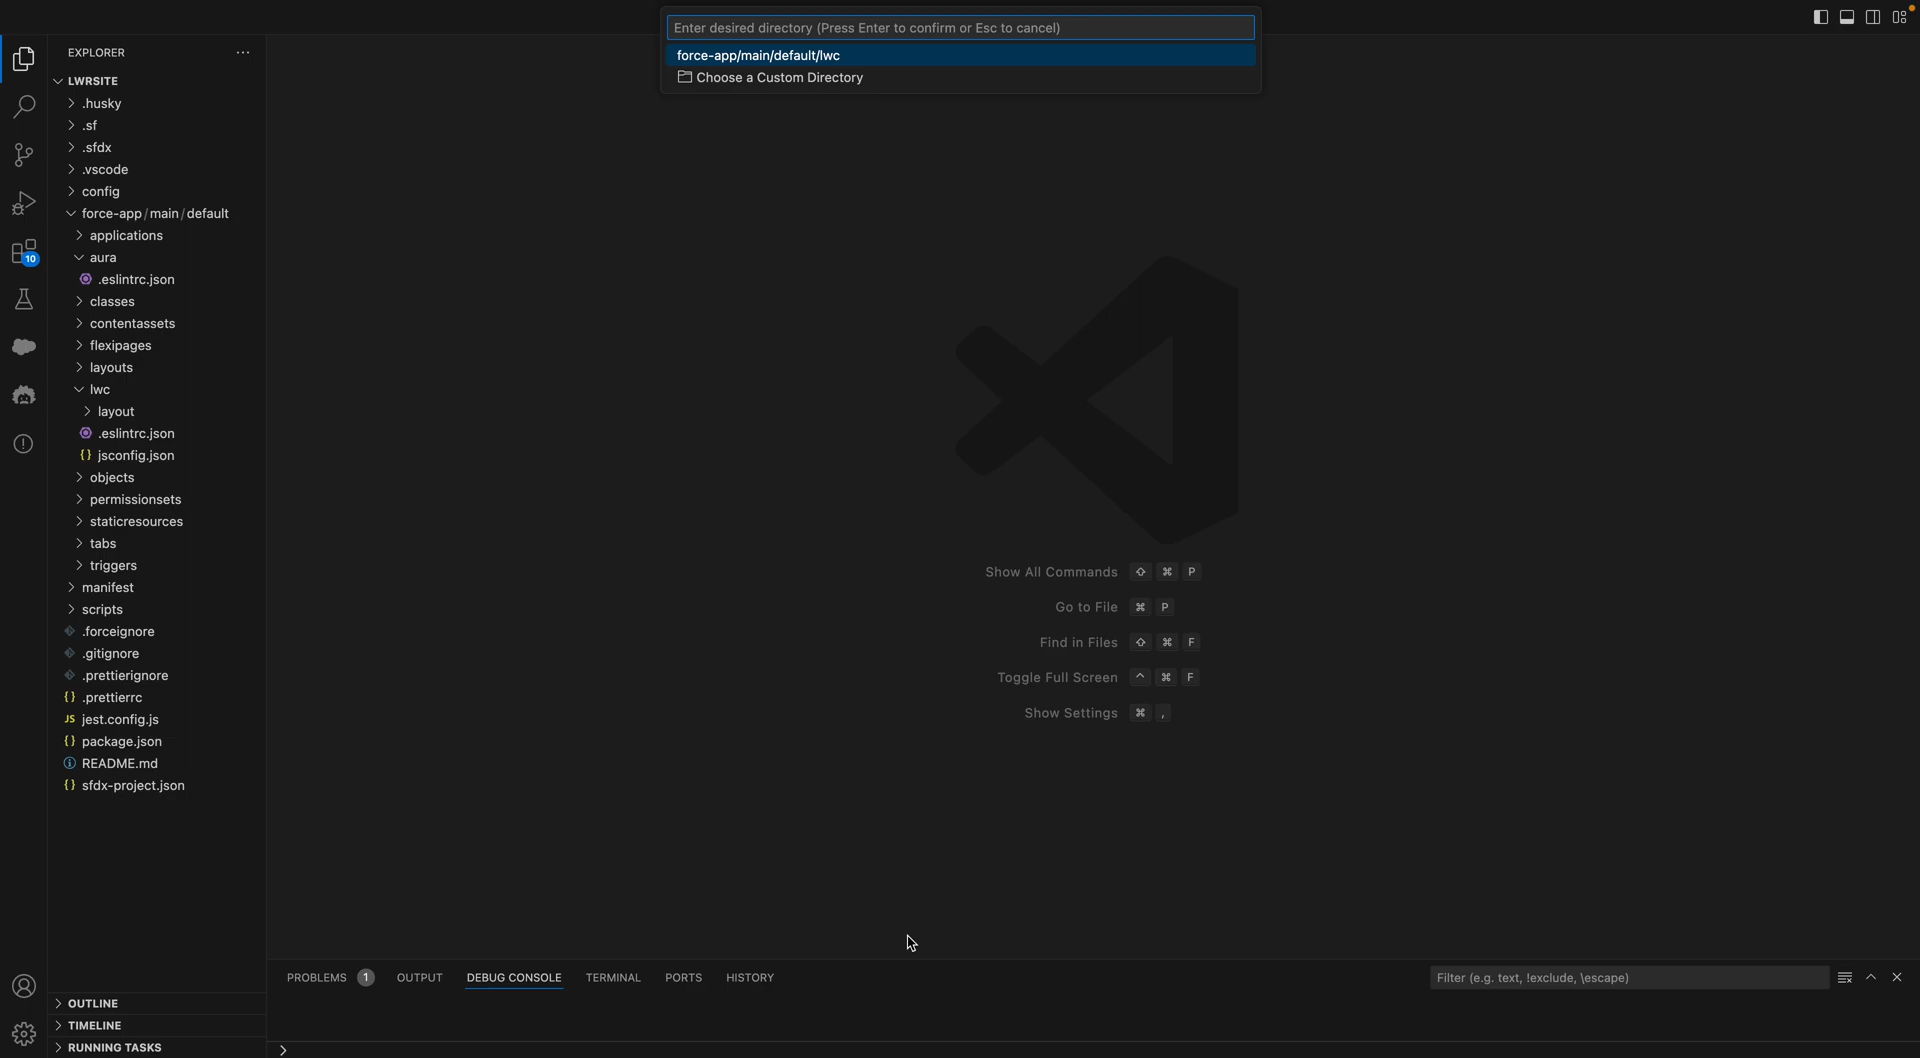 Enter desired directory (Press Enter to confirm or Esc to cancel)
force-app/main/default/lwc
Choose a Custom Directory
EXPLORER
LWRSITE
.husky
.sf
.sfdx
.vscode
config
force-app/main/default
applications
aura
.eslintrc.json
classes
contentassets
flexipages
layouts
lwc
layout
.eslintrc.json
{} jsconfig.json
objects
permissionsets
staticresources
tabs
triggers
manifest
scripts
.forceignore
.gitignore
.prettierignore
{} .prettierrc
JS jest.config.js
{} package.json
README.md
{} sfdx-project.json
OUTLINE
TIMELINE
RUNNING TASKS
10
Show All Commands ⇧ ⌘ P
Go to File ⌘ P
Find in Files ⇧ ⌘ F
Toggle Full Screen ^ ⌘ F
Show Settings ⌘ ,
PROBLEMS 1 OUTPUT DEBUG CONSOLE TERMINAL PORTS HISTORY
Filter (e.g. text, !exclude, \escape)